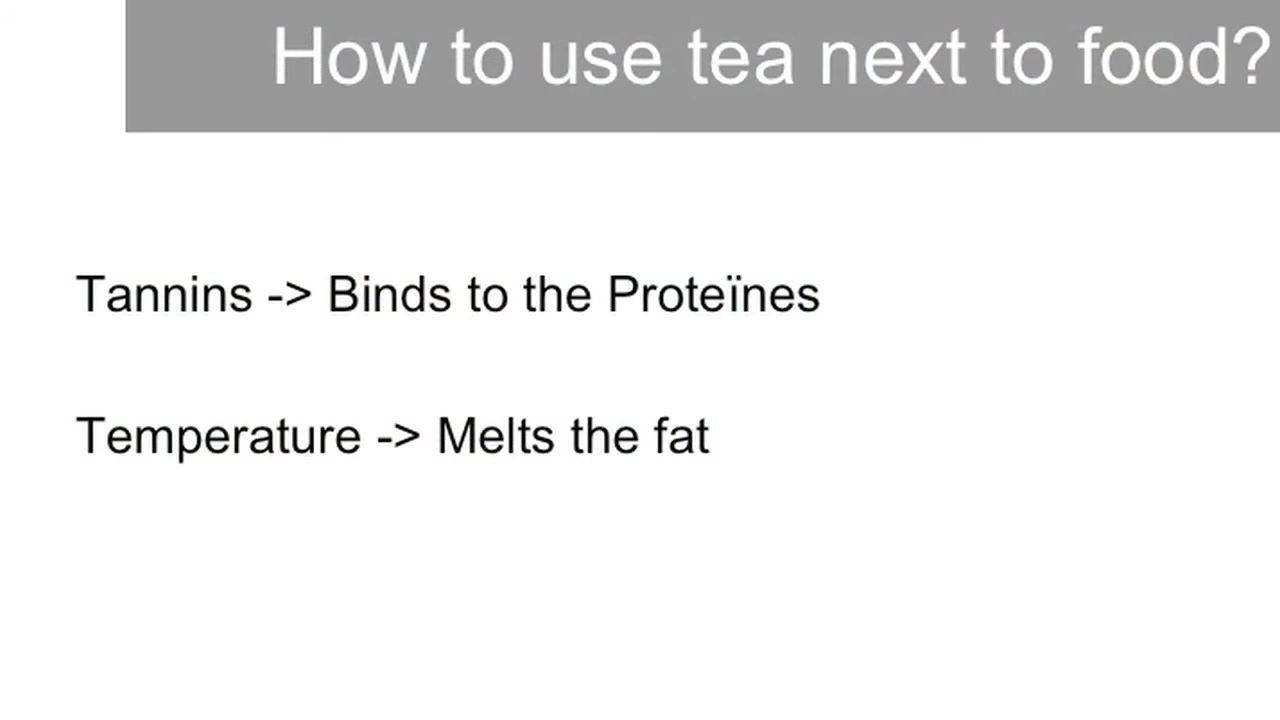 How to use tea next to food?
Tannins -> Binds to the Proteïnes
Temperature -> Melts the fat